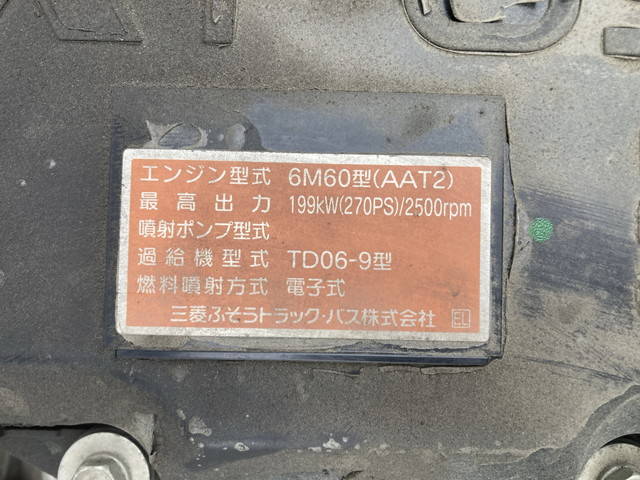 エンジン型式 6M60型(AAT2)
最高出力 199kW(270PS)/2500rpm
噴射ポンプ型式
過給機型式 TD06-9型
燃料噴射方式 電子式
三菱ふそうトラック・バス株式会社 EL